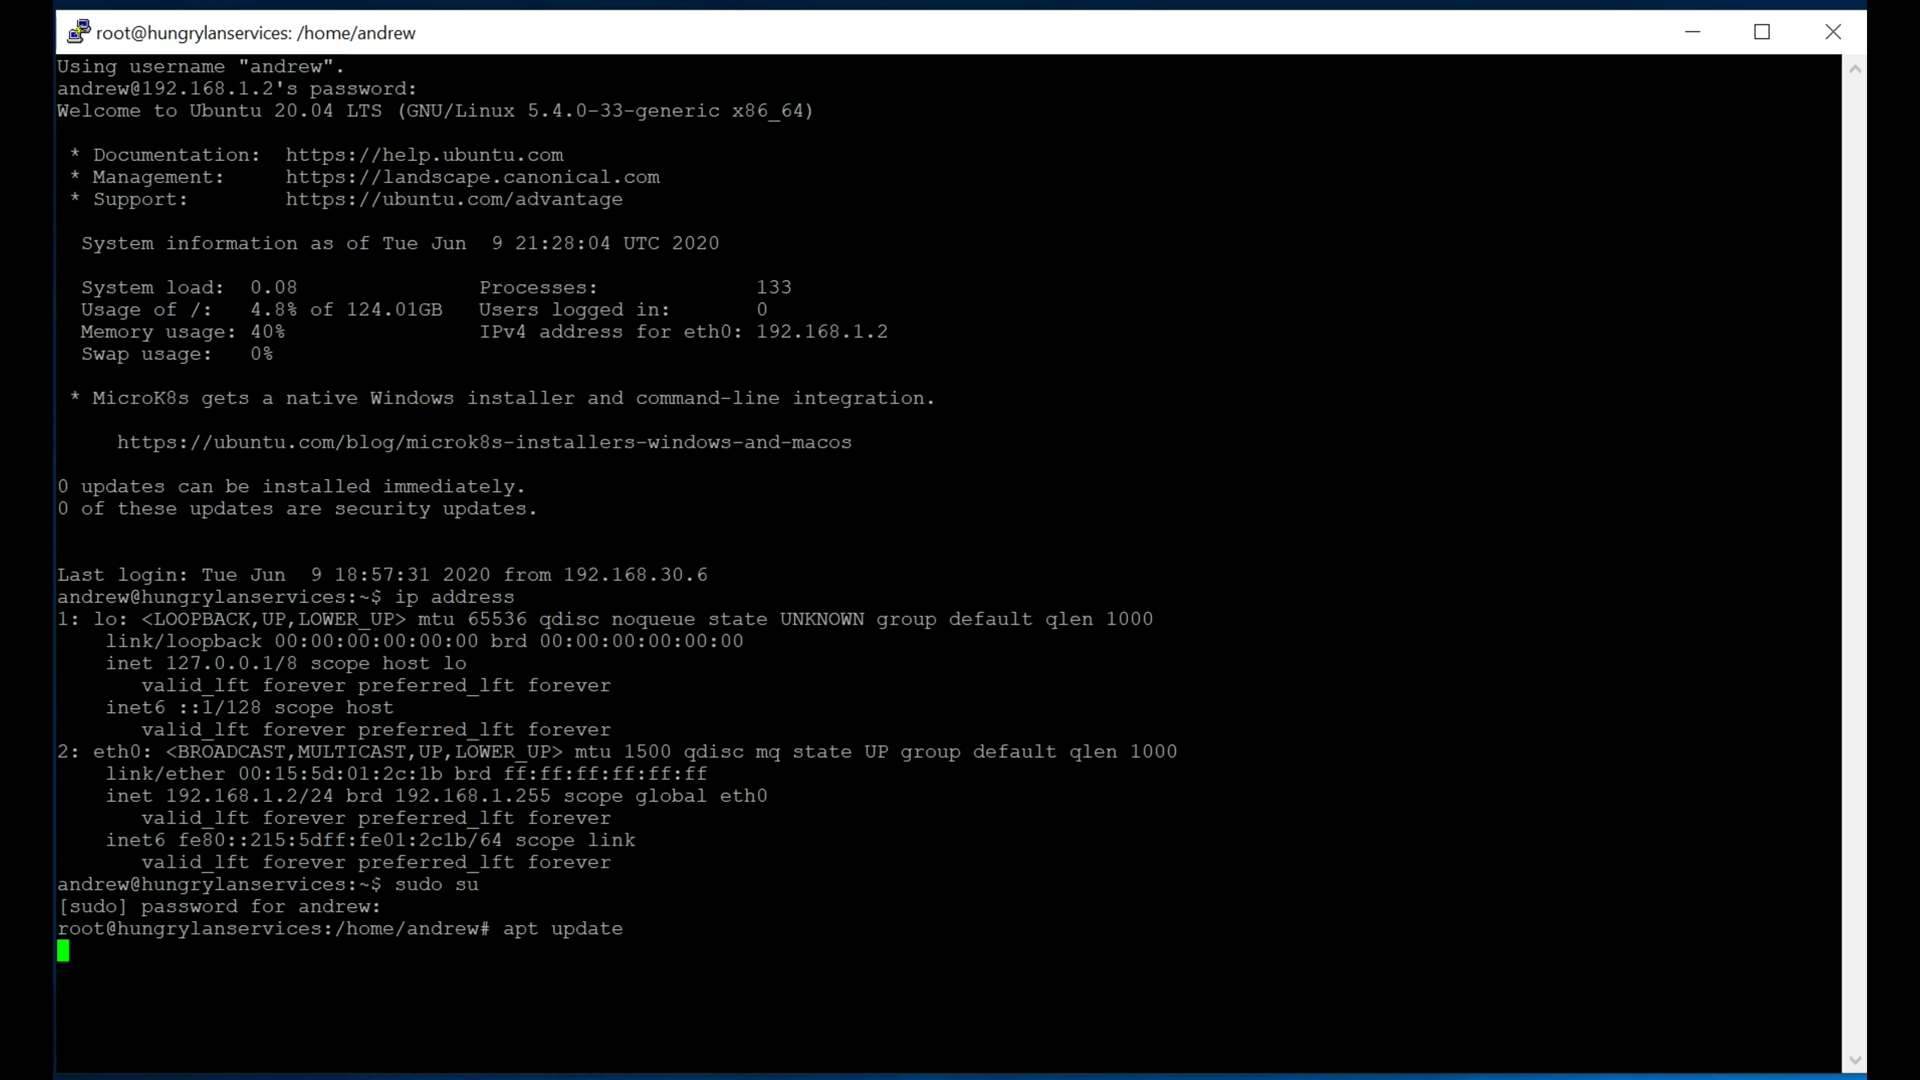 root@hungrylanservices: /home/andrew
Using username "andrew".
andrew@192.168.1.2's password:
Welcome to Ubuntu 20.04 LTS (GNU/Linux 5.4.0-33-generic x86_64)
* Documentation:  https://help.ubuntu.com
* Management:     https://landscape.canonical.com
* Support:        https://ubuntu.com/advantage
System information as of Tue Jun  9 21:28:04 UTC 2020
System load:  0.08               Processes:             133
Usage of /:   4.8% of 124.01GB   Users logged in:       0
Memory usage: 40%                IPv4 address for eth0: 192.168.1.2
Swap usage:   0%
* MicroK8s gets a native Windows installer and command-line integration.
https://ubuntu.com/blog/microk8s-installers-windows-and-macos
0 updates can be installed immediately.
0 of these updates are security updates.
Last login: Tue Jun  9 18:57:31 2020 from 192.168.30.6
andrew@hungrylanservices:~$ ip address
1: lo: <LOOPBACK,UP,LOWER_UP> mtu 65536 qdisc noqueue state UNKNOWN group default qlen 1000
link/loopback 00:00:00:00:00:00 brd 00:00:00:00:00:00
inet 127.0.0.1/8 scope host lo
valid_lft forever preferred_lft forever
inet6 ::1/128 scope host
valid_lft forever preferred_lft forever
2: eth0: <BROADCAST,MULTICAST,UP,LOWER_UP> mtu 1500 qdisc mq state UP group default qlen 1000
link/ether 00:15:5d:01:2c:1b brd ff:ff:ff:ff:ff:ff
inet 192.168.1.2/24 brd 192.168.1.255 scope global eth0
valid_lft forever preferred_lft forever
inet6 fe80::215:5dff:fe01:2c1b/64 scope link
valid_lft forever preferred_lft forever
andrew@hungrylanservices:~$ sudo su
[sudo] password for andrew:
root@hungrylanservices:/home/andrew# apt update